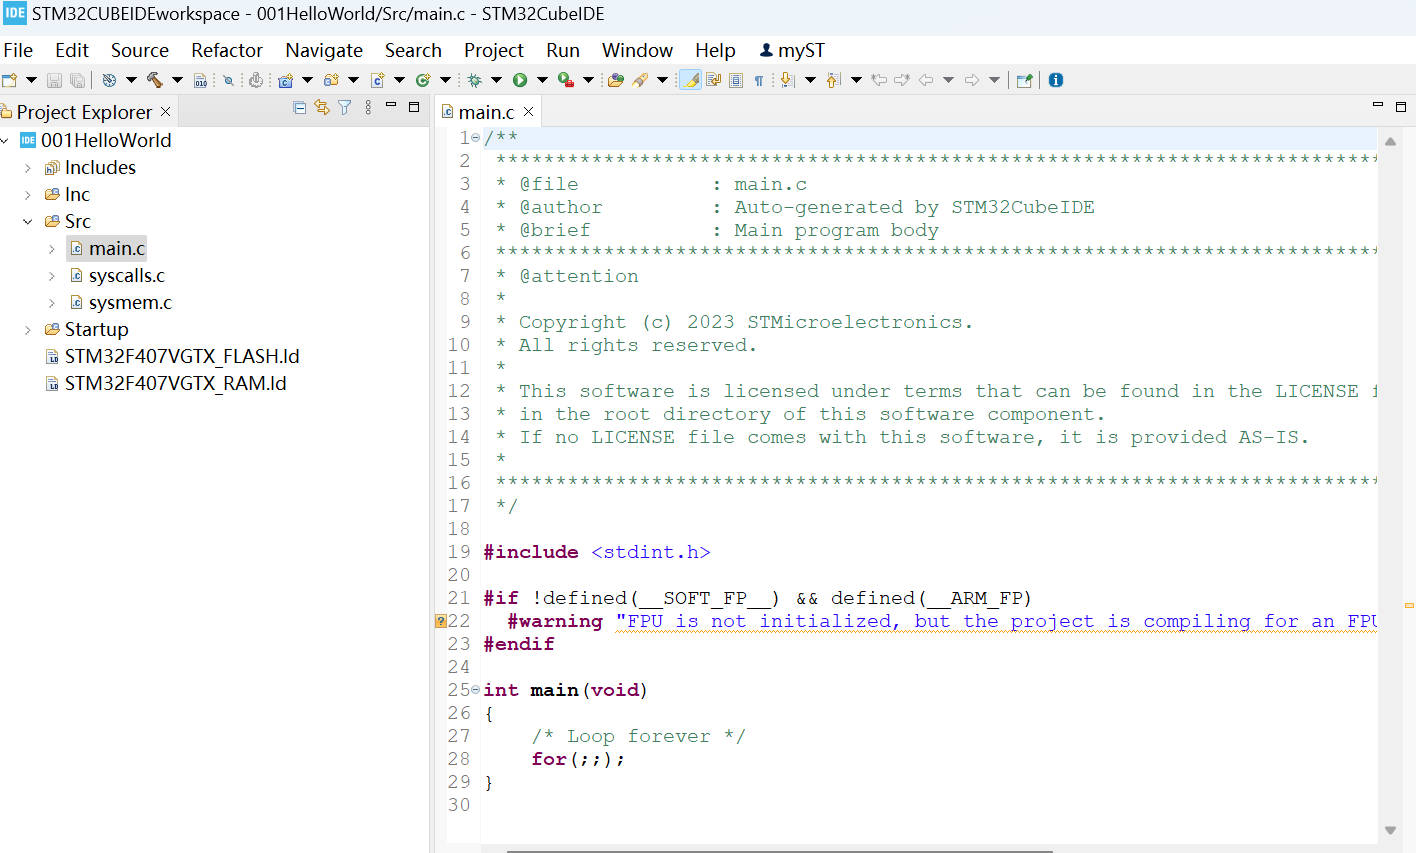 IDE STM32CUBEIDEworkspace - 001HelloWorld/Src/main.c - STM32CubeIDE
File Edit Source Refactor Navigate Search Project Run Window Help myST
Project Explorer
main.c
IDE 001HelloWorld
Includes
Inc
Src
main.c
syscalls.c
sysmem.c
Startup
STM32F407VGTX_FLASH.ld
STM32F407VGTX_RAM.ld
1 /**
2 **************************************************************************
3 * @file : main.c
4 * @author : Auto-generated by STM32CubeIDE
5 * @brief : Main program body
6 **************************************************************************
7 * @attention
8 *
9 * Copyright (c) 2023 STMicroelectronics.
10 * All rights reserved.
11 *
12 * This software is licensed under terms that can be found in the LICENSE
13 * in the root directory of this software component.
14 * If no LICENSE file comes with this software, it is provided AS-IS.
15 *
16 **************************************************************************
17 */
18
19 #include <stdint.h>
20
21 #if !defined(__SOFT_FP__) && defined(__ARM_FP)
22 #warning "FPU is not initialized, but the project is compiling for an FPU
23 #endif
24
25 int main(void)
26 {
27 /* Loop forever */
28 for(;;);
29 }
30